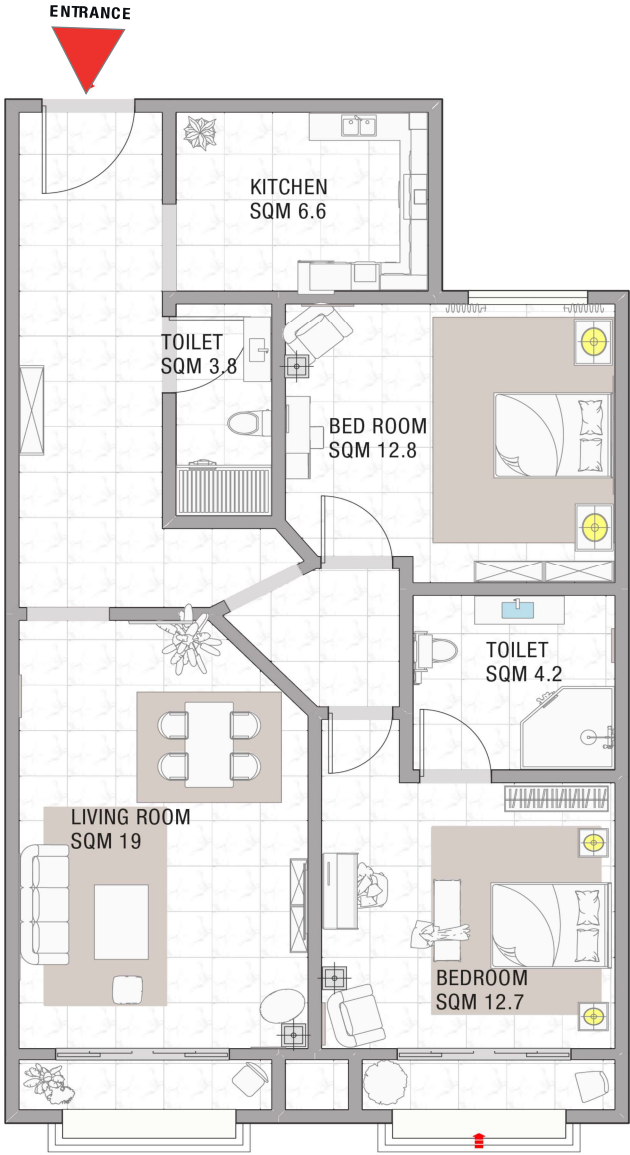 ENTRANCE
KITCHEN
SQM 6.6
TOILET
SQM 3.8
BED ROOM
SQM 12.8
TOILET
SQM 4.2
LIVING ROOM
SQM 19
BEDROOM
SQM 12.7